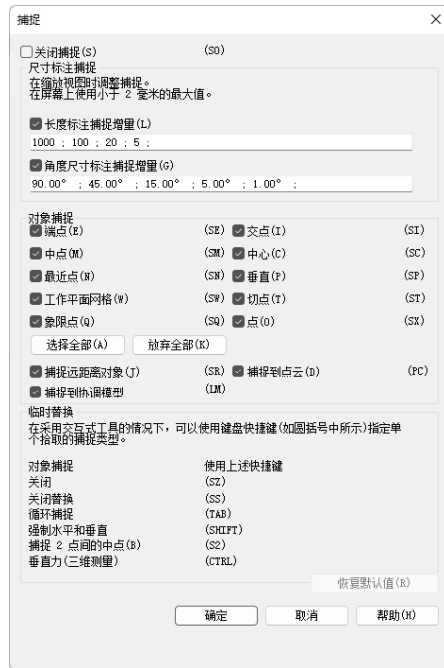 捕捉
关闭捕捉(S) (SO)
尺寸标注捕捉
在缩放视图时调整捕捉。
在屏幕上使用小于 2 毫米的最大值。
长度标注捕捉增量(L)
1000 ; 100 ; 20 ; 5 ;
角度尺寸标注捕捉增量(G)
90.00° ; 45.00° ; 15.00° ; 5.00° ; 1.00° ;
对象捕捉
端点(E) (SE) 交点(I) (SI)
中点(M) (SM) 中心(C) (SC)
最近点(N) (SN) 垂直(P) (SP)
工作平面网格(W) (SW) 切点(T) (ST)
象限点(Q) (SQ) 点(O) (SX)
选择全部(A) 放弃全部(K)
捕捉远距离对象(J) (SR) 捕捉到点云(D) (PC)
捕捉到协调模型 (LM)
临时替换
在采用交互式工具的情况下，可以使用键盘快捷键(如圆括号中所示)指定单
个拾取的捕捉类型。
对象捕捉 使用上述快捷键
关闭 (SZ)
关闭替换 (SS)
循环捕捉 (TAB)
强制水平和垂直 (SHIFT)
捕捉 2 点间的中点(B) (S2)
垂直力(三维测量) (CTRL)
恢复默认值(R)
确定 取消 帮助(H)